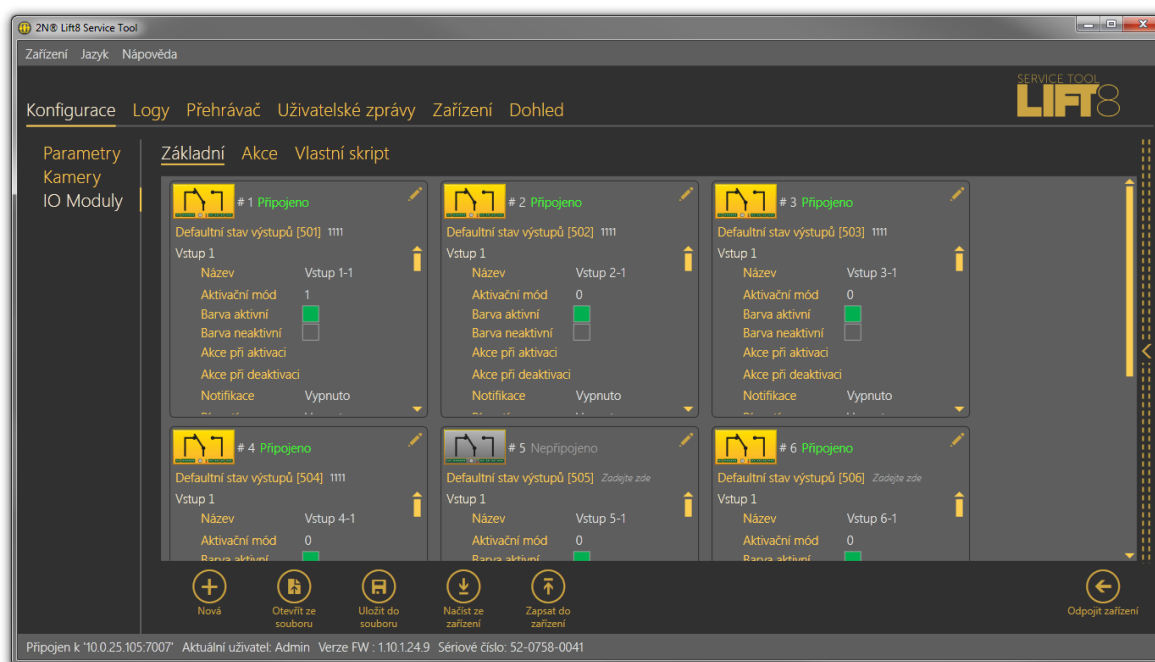 2N® Lift8 Service Tool
Zařízení Jazyk Nápověda
SERVICE TOOL
LIFT8
Konfigurace Logy Přehrávač Uživatelské zprávy Zařízení Dohled
Parametry
Kamery
IO Moduly
Základní Akce Vlastní skript
# 1 Připojeno
Defaultní stav výstupů [501] 1111
Vstup 1
Název Vstup 1-1
Aktivační mód 1
Barva aktivní
Barva neaktivní
Akce při aktivaci
Akce při deaktivaci
Notifikace Vypnuto
# 2 Připojeno
Defaultní stav výstupů [502] 1111
Vstup 1
Název Vstup 2-1
Aktivační mód 0
Barva aktivní
Barva neaktivní
Akce při aktivaci
Akce při deaktivaci
Notifikace Vypnuto
# 3 Připojeno
Defaultní stav výstupů [503] 1111
Vstup 1
Název Vstup 3-1
Aktivační mód 0
Barva aktivní
Barva neaktivní
Akce při aktivaci
Akce při deaktivaci
Notifikace Vypnuto
# 4 Připojeno
Defaultní stav výstupů [504] 1111
Vstup 1
Název Vstup 4-1
Aktivační mód 0
Barva aktivní
# 5 Nepřipojeno
Defaultní stav výstupů [505] Zadejte zde
Vstup 1
Název Vstup 5-1
Aktivační mód 0
Barva aktivní
# 6 Připojeno
Defaultní stav výstupů [506] Zadejte zde
Vstup 1
Název Vstup 6-1
Aktivační mód 0
Barva aktivní
Nová
Otevřít ze souboru
Uložit do souboru
Načíst ze zařízení
Zapsat do zařízení
Odpojit zařízení
Připojen k '10.0.25.105:7007' Aktuální uživatel: Admin Verze FW : 1.10.1.24.9 Sériové číslo: 52-0758-0041